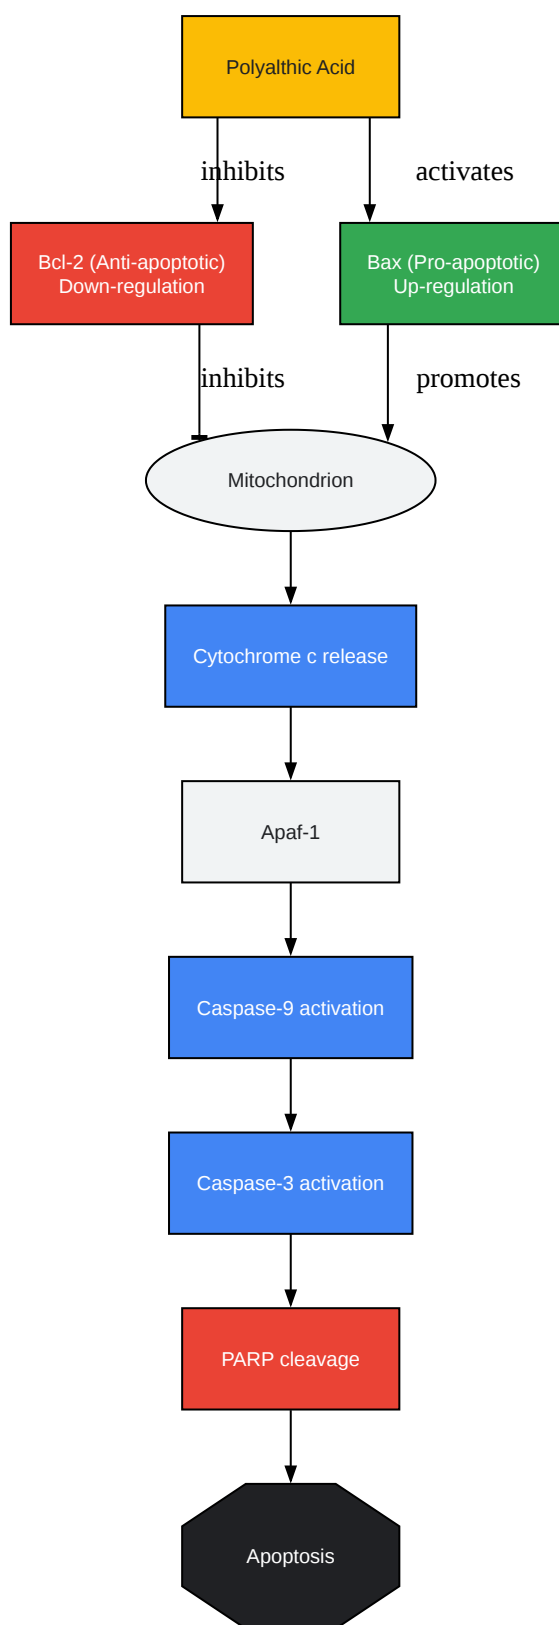 Polyalthic Acid
inhibits
activates
Bcl-2 (Anti-apoptotic)
Down-regulation
Bax (Pro-apoptotic)
Up-regulation
inhibits
promotes
Mitochondrion
Cytochrome c release
Apaf-1
Caspase-9 activation
Caspase-3 activation
PARP cleavage
Apoptosis